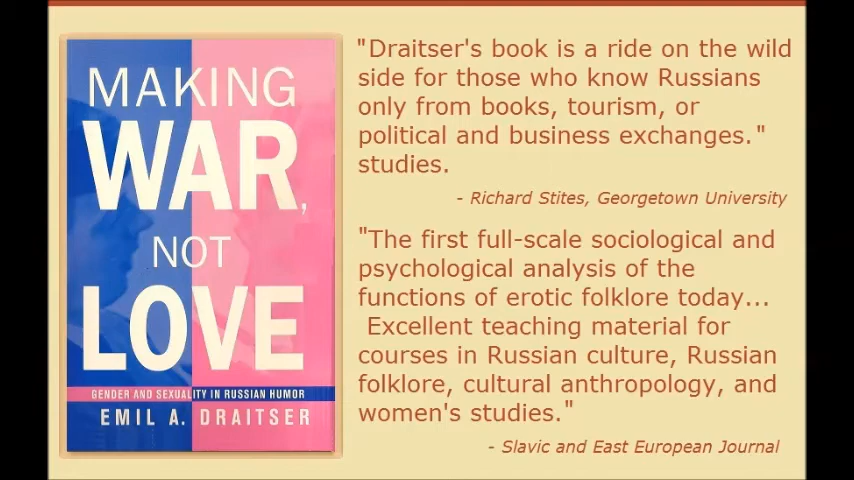 MAKING
WAR,
NOT
LOVE
GENDER AND SEXUALITY IN RUSSIAN HUMOR
EMIL A. DRAITSER
"Draitser's book is a ride on the wild
side for those who know Russians
only from books, tourism, or
political and business exchanges."
studies.
- Richard Stites, Georgetown University
"The first full-scale sociological and
psychological analysis of the
functions of erotic folklore today...
Excellent teaching material for
courses in Russian culture, Russian
folklore, cultural anthropology, and
women's studies."
- Slavic and East European Journal